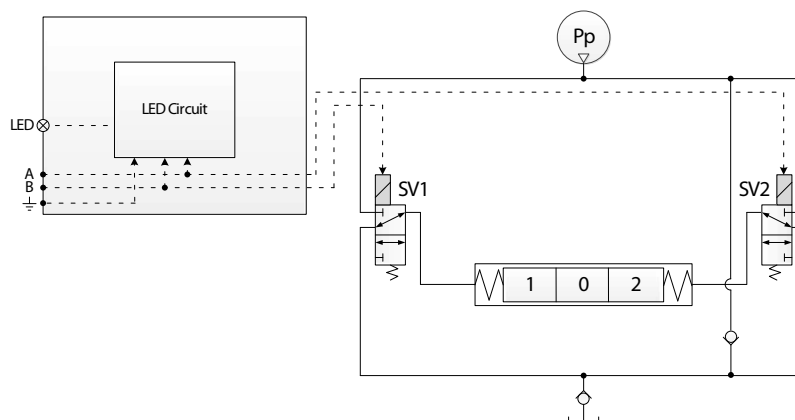 Pp
LED Circuit
LED
A
B
SV1
SV2
1 0 2